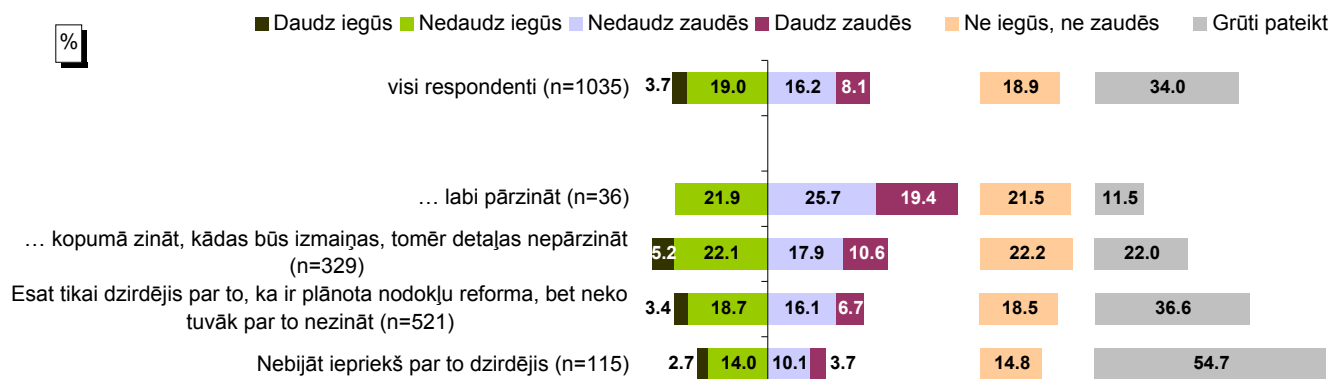 Daudz iegūs Nedaudz iegūs Nedaudz zaudēs Daudz zaudēs Ne iegūs, ne zaudēs Grūti pateikt
%
visi respondenti (n=1035) 3.7 19.0 16.2 8.1 18.9 34.0
… labi pārzināt (n=36) 21.9 25.7 19.4 21.5 11.5
… kopumā zināt, kādas būs izmaiņas, tomēr detaļas nepārzināt
(n=329) 5.2 22.1 17.9 10.6 22.2 22.0
Esat tikai dzirdējis par to, ka ir plānota nodokļu reforma, bet neko
tuvāk par to nezināt (n=521) 3.4 18.7 16.1 6.7 18.5 36.6
Nebijāt iepriekš par to dzirdējis (n=115) 2.7 14.0 10.1 3.7 14.8 54.7